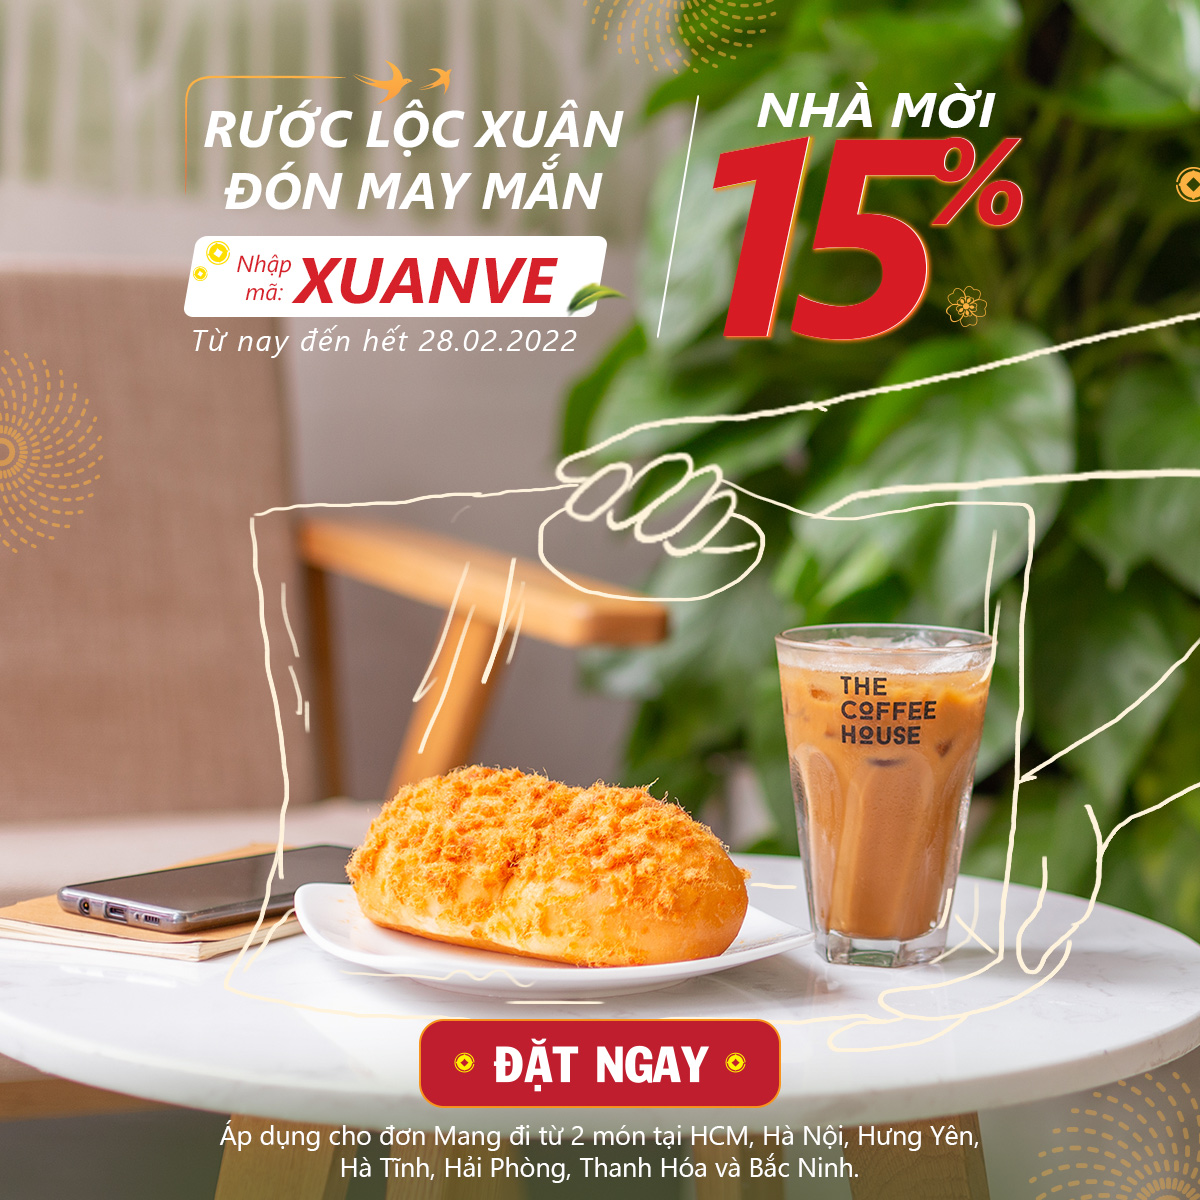 RƯỚC LỘC XUÂN
ĐÓN MAY MẮN
Nhập
mã: XUANVE
Từ nay đến hết 28.02.2022
NHÀ MỜI
15%
THE
COFFEE
HOUSE
ĐẶT NGAY
Áp dụng cho đơn Mang đi từ 2 món tại HCM, Hà Nội, Hưng Yên,
Hà Tĩnh, Hải Phòng, Thanh Hóa và Bắc Ninh.